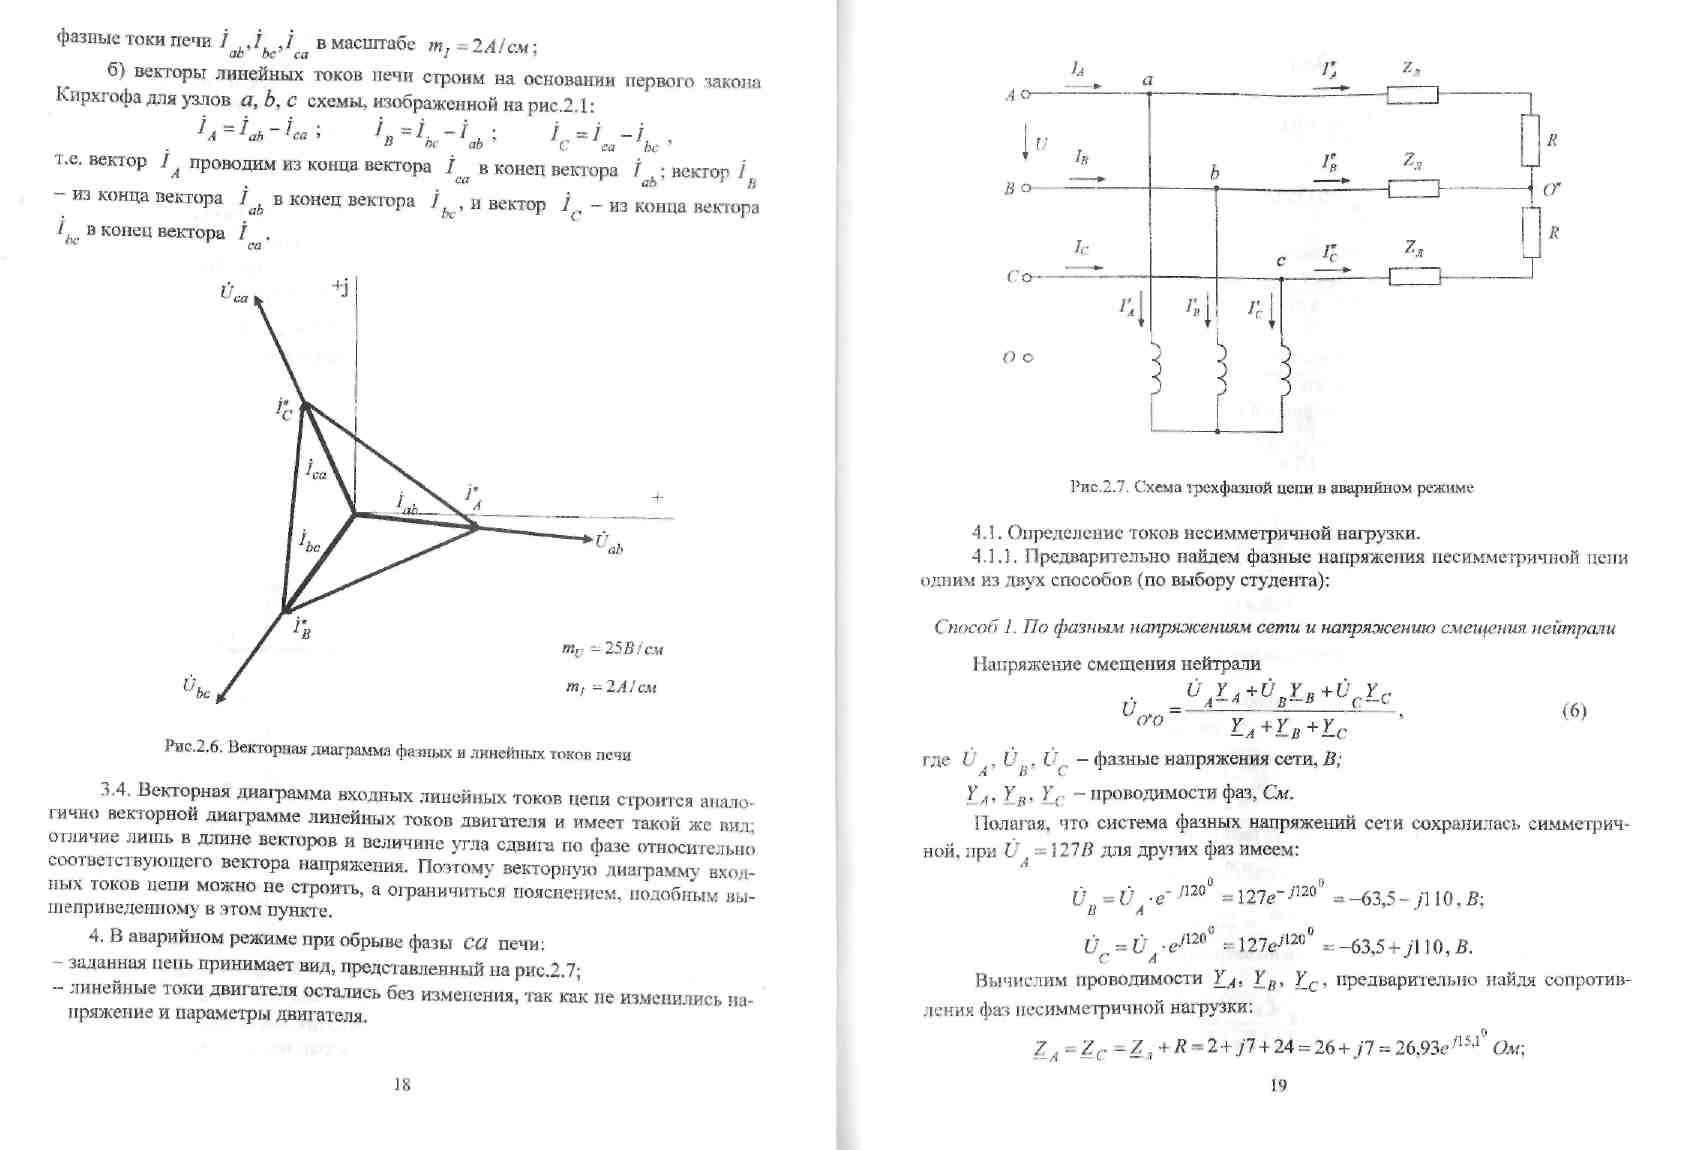 фазные токи печи İab, İbc, İca в масштабе mI = 2А/см;
б) векторы линейных токов печи строим на основании первого закона
Кирхгофа для узлов a, b, c схемы, изображенной на рис.2.1:
İA = İab − İca ; İB = İbc − İab ; İC = İca − İbc ,
т.е. вектор İA проводим из конца вектора İca в конец вектора İab ; вектор İB
− из конца вектора İab в конец вектора İbc , и вектор İC − из конца вектора
İbc в конец вектора İca .
U̇ca
+j
İ″C
İca
İab
İ″A
+
İbc
U̇ab
İ″B
mU = 25В/см
U̇bc
mI = 2А/см
Рис.2.6. Векторная диаграмма фазных и линейных токов печи
3.4. Векторная диаграмма входных линейных токов цепи строится анало-
гично векторной диаграмме линейных токов двигателя и имеет такой же вид;
отличие лишь в длине векторов и величине угла сдвига по фазе относительно
соответствующего вектора напряжения. Поэтому векторную диаграмму вход-
ных токов цепи можно не строить, а ограничиться пояснением, подобным вы-
шеприведенному в этом пункте.
4. В аварийном режиме при обрыве фазы ca печи:
− заданная цепь принимает вид, представленный на рис.2.7;
− линейные токи двигателя остались без изменения, так как не изменились на-
пряжение и параметры двигателя.
18
IA
a
I″A
Zл
A
R
U
IB
b
I″B
Zл
B
O″
R
IC
c
I″C
Zл
C
I′A
I′B
I′C
O
Рис.2.7. Схема трехфазной цепи в аварийном режиме
4.1. Определение токов несимметричной нагрузки.
4.1.1. Предварительно найдем фазные напряжения несимметричной цепи
одним из двух способов (по выбору студента):
Способ 1. По фазным напряжениям сети и напряжению смещения нейтрали
Напряжение смещения нейтрали
U̇O″O = (U̇A YA + U̇B YB + U̇C YC) / (YA + YB + YC) , (6)
где U̇A , U̇B , U̇C − фазные напряжения сети, В;
YA, YB, YC − проводимости фаз, См.
Полагая, что система фазных напряжений сети сохранилась симметрич-
ной, при U̇A = 127В для других фаз имеем:
U̇B = U̇A · e^−j120⁰ = 127e^−j120⁰ = −63,5 − j110, В;
U̇C = U̇A · e^j120⁰ = 127e^j120⁰ = −63,5 + j110, В.
Вычислим проводимости YA, YB, YC, предварительно найдя сопротив-
ления фаз несимметричной нагрузки:
ZA = ZC = Zл + R = 2 + j7 + 24 = 26 + j7 = 26,93e^j15,1⁰ Ом;
19